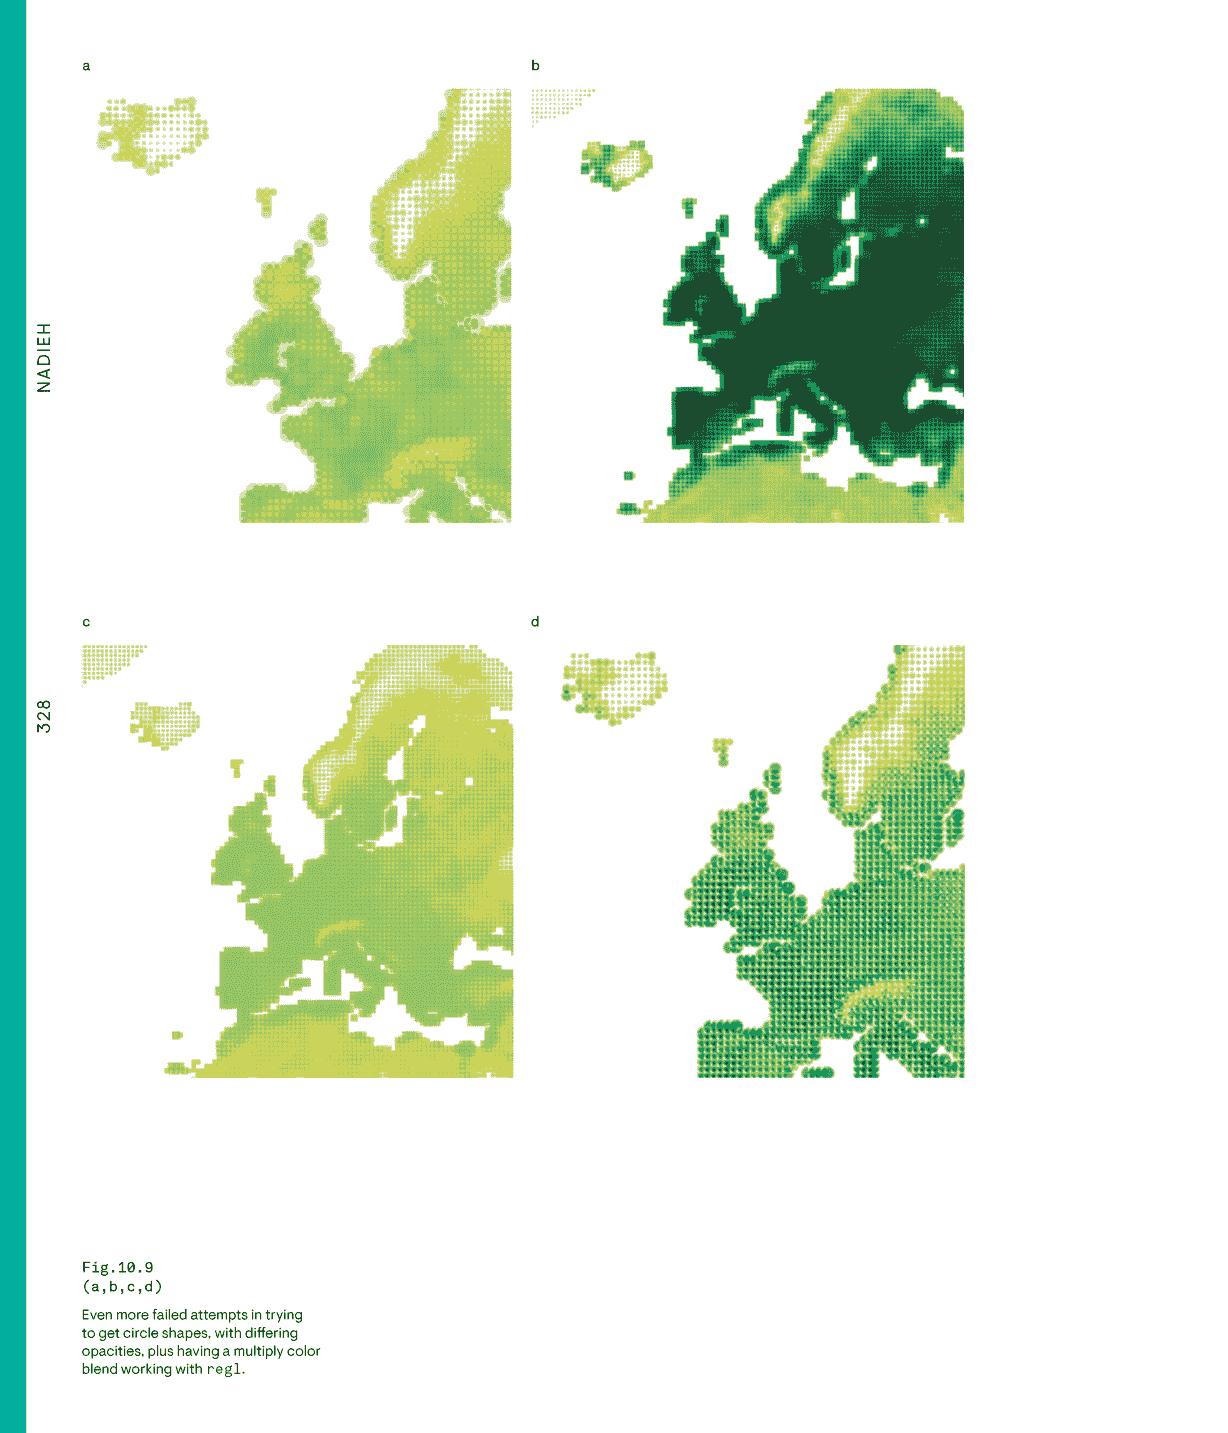 a
b
NADIEH
c
d
328
Fig.10.9
(a,b,c,d)
Even more failed attempts in trying
to get circle shapes, with differing
opacities, plus having a multiply color
blend working with regl.